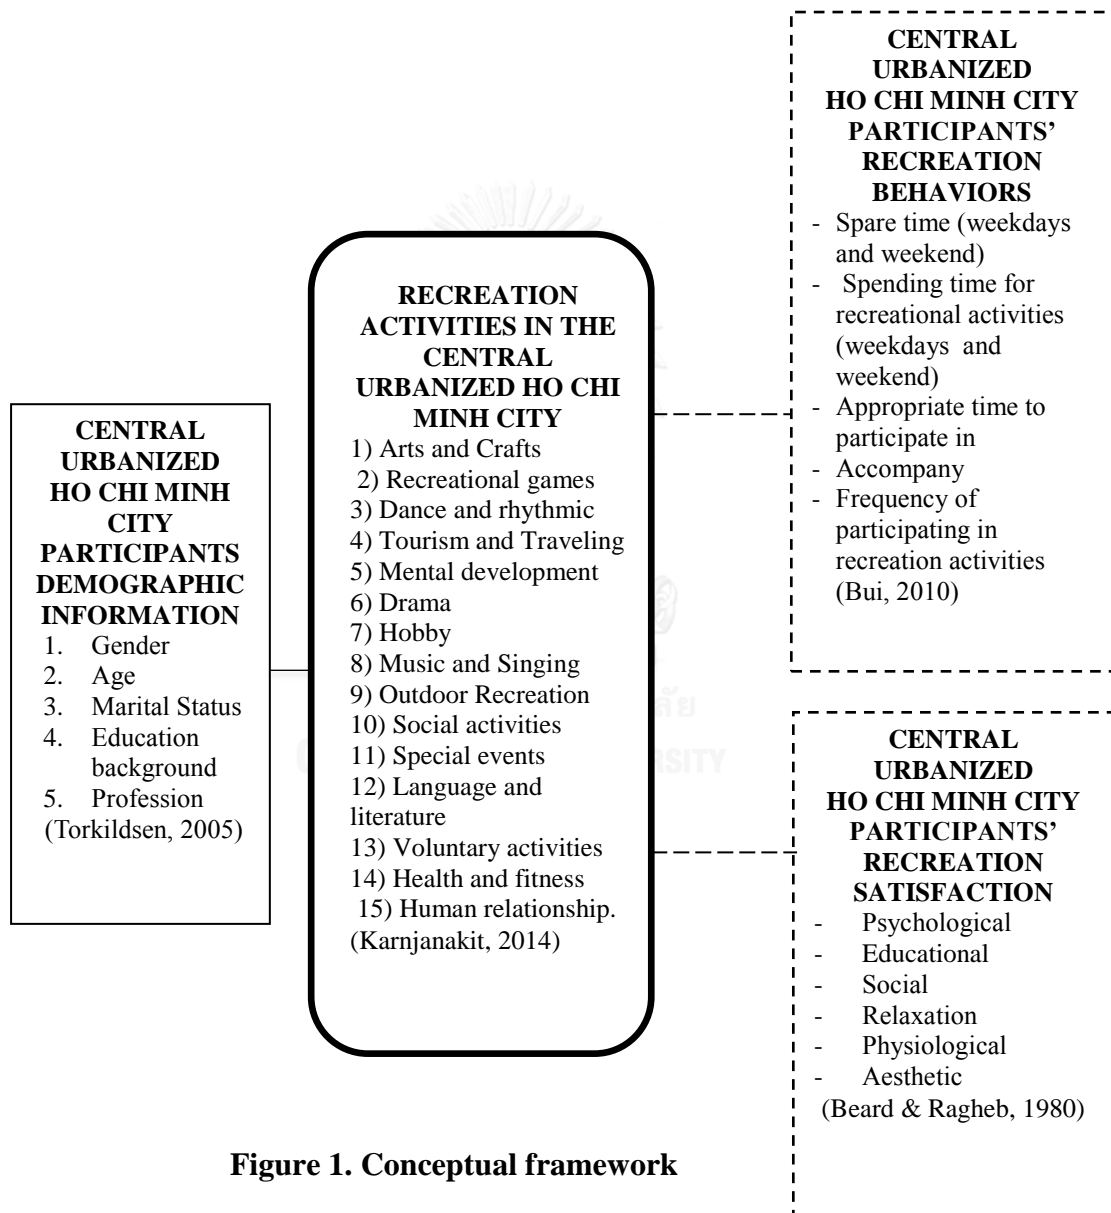 CENTRAL
URBANIZED
HO CHI MINH
CITY
PARTICIPANTS
DEMOGRAPHIC
INFORMATION
1. Gender
2. Age
3. Marital Status
4. Education
background
5. Profession
(Torkildsen, 2005)
RECREATION
ACTIVITIES IN THE
CENTRAL
URBANIZED HO CHI
MINH CITY
1) Arts and Crafts
2) Recreational games
3) Dance and rhythmic
4) Tourism and Traveling
5) Mental development
6) Drama
7) Hobby
8) Music and Singing
9) Outdoor Recreation
10) Social activities
11) Special events
12) Language and
literature
13) Voluntary activities
14) Health and fitness
15) Human relationship.
(Karnjanakit, 2014)
CENTRAL
URBANIZED
HO CHI MINH CITY
PARTICIPANTS’
RECREATION
BEHAVIORS
- Spare time (weekdays
and weekend)
- Spending time for
recreational activities
(weekdays and
weekend)
- Appropriate time to
participate in
- Accompany
- Frequency of
participating in
recreation activities
(Bui, 2010)
CENTRAL
URBANIZED
HO CHI MINH CITY
PARTICIPANTS’
RECREATION
SATISFACTION
- Psychological
- Educational
- Social
- Relaxation
- Physiological
- Aesthetic
(Beard & Ragheb, 1980)
Figure 1. Conceptual framework